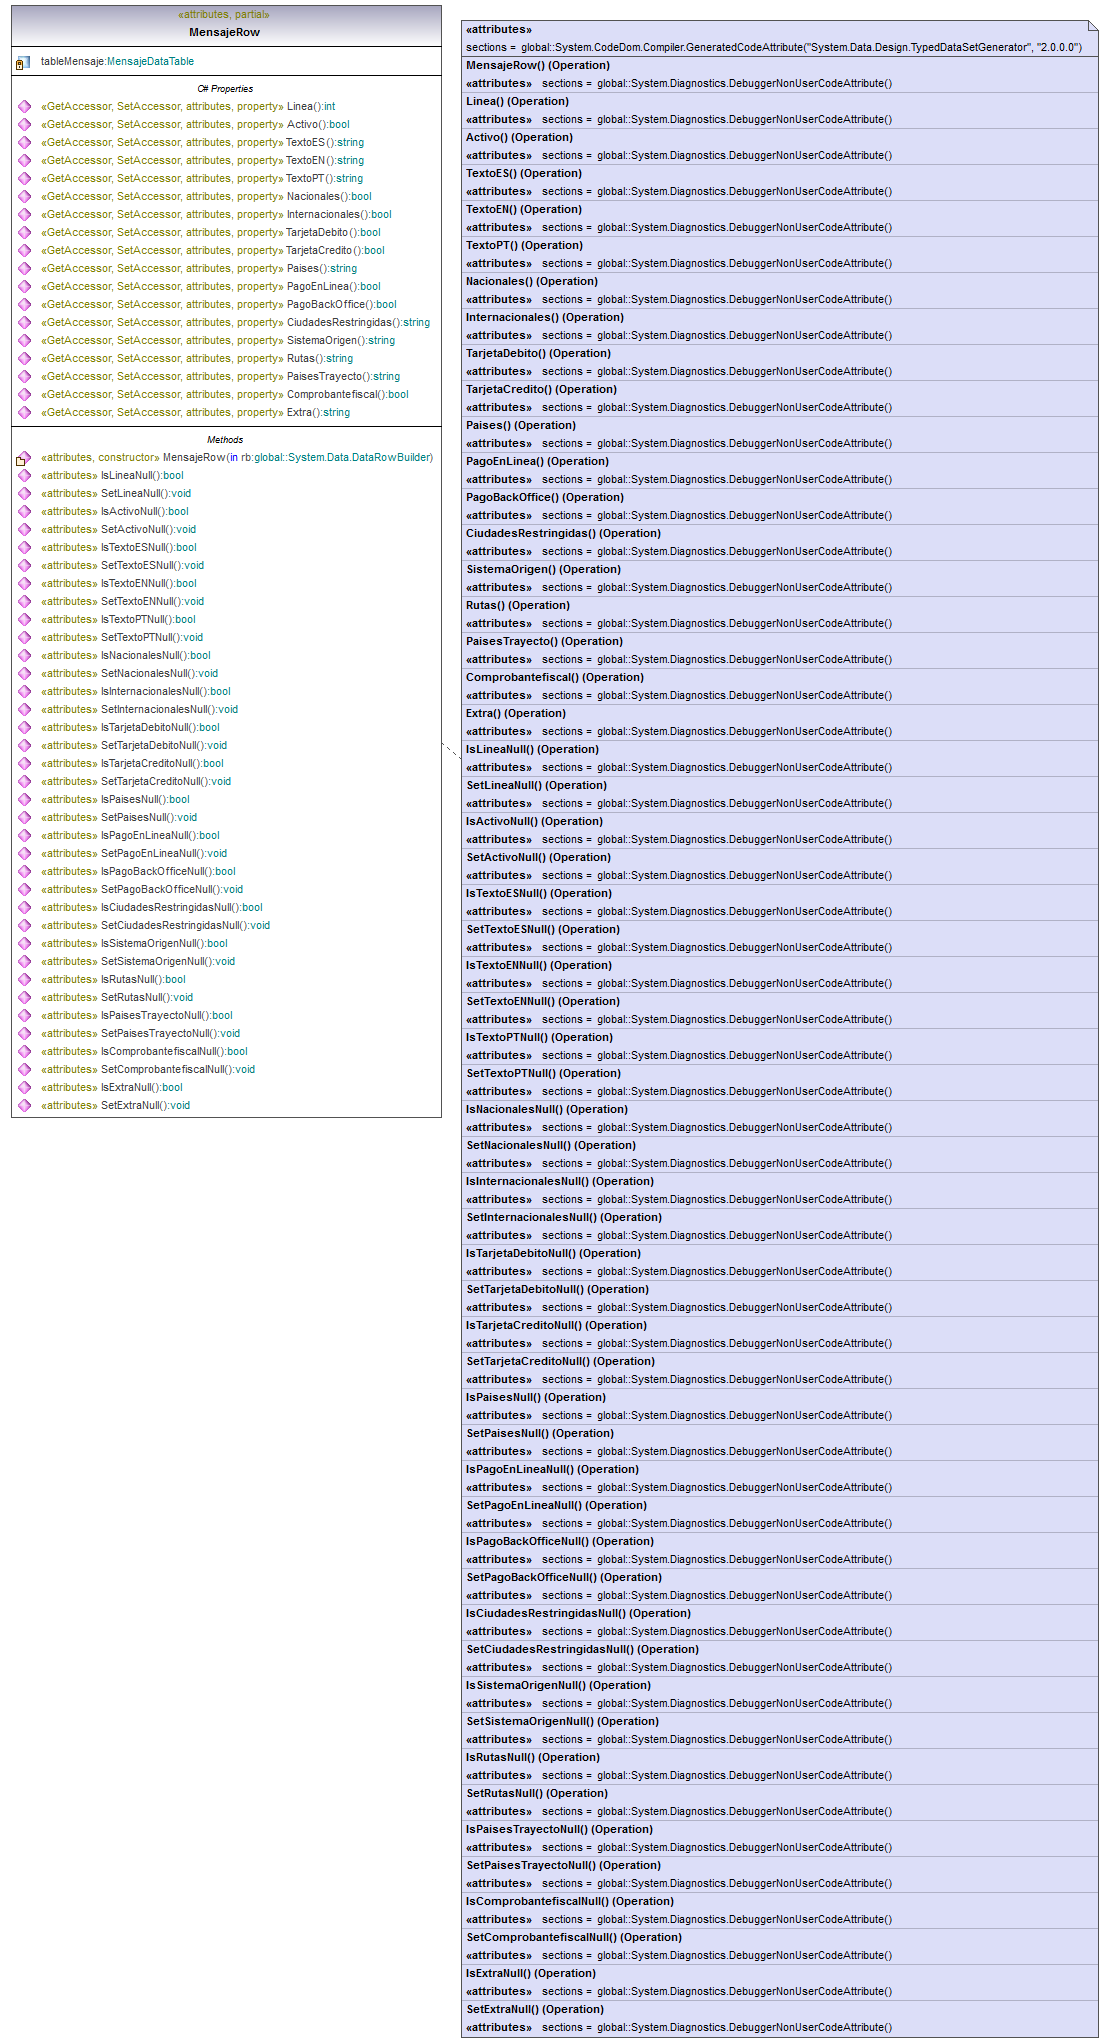 «attributes, partial»
MensajeRow
tableMensaje:MensajeDataTable
C# Properties
«GetAccessor, SetAccessor, attributes, property» Linea():int
«GetAccessor, SetAccessor, attributes, property» Activo():bool
«GetAccessor, SetAccessor, attributes, property» TextoES():string
«GetAccessor, SetAccessor, attributes, property» TextoEN():string
«GetAccessor, SetAccessor, attributes, property» TextoPT():string
«GetAccessor, SetAccessor, attributes, property» Nacionales():bool
«GetAccessor, SetAccessor, attributes, property» Internacionales():bool
«GetAccessor, SetAccessor, attributes, property» TarjetaDebito():bool
«GetAccessor, SetAccessor, attributes, property» TarjetaCredito():bool
«GetAccessor, SetAccessor, attributes, property» Paises():string
«GetAccessor, SetAccessor, attributes, property» PagoEnLinea():bool
«GetAccessor, SetAccessor, attributes, property» PagoBackOffice():bool
«GetAccessor, SetAccessor, attributes, property» CiudadesRestringidas():string
«GetAccessor, SetAccessor, attributes, property» SistemaOrigen():string
«GetAccessor, SetAccessor, attributes, property» Rutas():string
«GetAccessor, SetAccessor, attributes, property» PaisesTrayecto():string
«GetAccessor, SetAccessor, attributes, property» Comprobantefiscal():bool
«GetAccessor, SetAccessor, attributes, property» Extra():string
Methods
«attributes, constructor» MensajeRow(in rb:global::System.Data.DataRowBuilder)
«attributes» IsLineaNull():bool
«attributes» SetLineaNull():void
«attributes» IsActivoNull():bool
«attributes» SetActivoNull():void
«attributes» IsTextoESNull():bool
«attributes» SetTextoESNull():void
«attributes» IsTextoENNull():bool
«attributes» SetTextoENNull():void
«attributes» IsTextoPTNull():bool
«attributes» SetTextoPTNull():void
«attributes» IsNacionalesNull():bool
«attributes» SetNacionalesNull():void
«attributes» IsInternacionalesNull():bool
«attributes» SetInternacionalesNull():void
«attributes» IsTarjetaDebitoNull():bool
«attributes» SetTarjetaDebitoNull():void
«attributes» IsTarjetaCreditoNull():bool
«attributes» SetTarjetaCreditoNull():void
«attributes» IsPaisesNull():bool
«attributes» SetPaisesNull():void
«attributes» IsPagoEnLineaNull():bool
«attributes» SetPagoEnLineaNull():void
«attributes» IsPagoBackOfficeNull():bool
«attributes» SetPagoBackOfficeNull():void
«attributes» IsCiudadesRestringidasNull():bool
«attributes» SetCiudadesRestringidasNull():void
«attributes» IsSistemaOrigenNull():bool
«attributes» SetSistemaOrigenNull():void
«attributes» IsRutasNull():bool
«attributes» SetRutasNull():void
«attributes» IsPaisesTrayectoNull():bool
«attributes» SetPaisesTrayectoNull():void
«attributes» IsComprobantefiscalNull():bool
«attributes» SetComprobantefiscalNull():void
«attributes» IsExtraNull():bool
«attributes» SetExtraNull():void
«attributes»
sections = global::System.CodeDom.Compiler.GeneratedCodeAttribute("System.Data.Design.TypedDataSetGenerator", "2.0.0.0")
MensajeRow() (Operation)
«attributes» sections = global::System.Diagnostics.DebuggerNonUserCodeAttribute()
Linea() (Operation)
«attributes» sections = global::System.Diagnostics.DebuggerNonUserCodeAttribute()
Activo() (Operation)
«attributes» sections = global::System.Diagnostics.DebuggerNonUserCodeAttribute()
TextoES() (Operation)
«attributes» sections = global::System.Diagnostics.DebuggerNonUserCodeAttribute()
TextoEN() (Operation)
«attributes» sections = global::System.Diagnostics.DebuggerNonUserCodeAttribute()
TextoPT() (Operation)
«attributes» sections = global::System.Diagnostics.DebuggerNonUserCodeAttribute()
Nacionales() (Operation)
«attributes» sections = global::System.Diagnostics.DebuggerNonUserCodeAttribute()
Internacionales() (Operation)
«attributes» sections = global::System.Diagnostics.DebuggerNonUserCodeAttribute()
TarjetaDebito() (Operation)
«attributes» sections = global::System.Diagnostics.DebuggerNonUserCodeAttribute()
TarjetaCredito() (Operation)
«attributes» sections = global::System.Diagnostics.DebuggerNonUserCodeAttribute()
Paises() (Operation)
«attributes» sections = global::System.Diagnostics.DebuggerNonUserCodeAttribute()
PagoEnLinea() (Operation)
«attributes» sections = global::System.Diagnostics.DebuggerNonUserCodeAttribute()
PagoBackOffice() (Operation)
«attributes» sections = global::System.Diagnostics.DebuggerNonUserCodeAttribute()
CiudadesRestringidas() (Operation)
«attributes» sections = global::System.Diagnostics.DebuggerNonUserCodeAttribute()
SistemaOrigen() (Operation)
«attributes» sections = global::System.Diagnostics.DebuggerNonUserCodeAttribute()
Rutas() (Operation)
«attributes» sections = global::System.Diagnostics.DebuggerNonUserCodeAttribute()
PaisesTrayecto() (Operation)
«attributes» sections = global::System.Diagnostics.DebuggerNonUserCodeAttribute()
Comprobantefiscal() (Operation)
«attributes» sections = global::System.Diagnostics.DebuggerNonUserCodeAttribute()
Extra() (Operation)
«attributes» sections = global::System.Diagnostics.DebuggerNonUserCodeAttribute()
IsLineaNull() (Operation)
«attributes» sections = global::System.Diagnostics.DebuggerNonUserCodeAttribute()
SetLineaNull() (Operation)
«attributes» sections = global::System.Diagnostics.DebuggerNonUserCodeAttribute()
IsActivoNull() (Operation)
«attributes» sections = global::System.Diagnostics.DebuggerNonUserCodeAttribute()
SetActivoNull() (Operation)
«attributes» sections = global::System.Diagnostics.DebuggerNonUserCodeAttribute()
IsTextoESNull() (Operation)
«attributes» sections = global::System.Diagnostics.DebuggerNonUserCodeAttribute()
SetTextoESNull() (Operation)
«attributes» sections = global::System.Diagnostics.DebuggerNonUserCodeAttribute()
IsTextoENNull() (Operation)
«attributes» sections = global::System.Diagnostics.DebuggerNonUserCodeAttribute()
SetTextoENNull() (Operation)
«attributes» sections = global::System.Diagnostics.DebuggerNonUserCodeAttribute()
IsTextoPTNull() (Operation)
«attributes» sections = global::System.Diagnostics.DebuggerNonUserCodeAttribute()
SetTextoPTNull() (Operation)
«attributes» sections = global::System.Diagnostics.DebuggerNonUserCodeAttribute()
IsNacionalesNull() (Operation)
«attributes» sections = global::System.Diagnostics.DebuggerNonUserCodeAttribute()
SetNacionalesNull() (Operation)
«attributes» sections = global::System.Diagnostics.DebuggerNonUserCodeAttribute()
IsInternacionalesNull() (Operation)
«attributes» sections = global::System.Diagnostics.DebuggerNonUserCodeAttribute()
SetInternacionalesNull() (Operation)
«attributes» sections = global::System.Diagnostics.DebuggerNonUserCodeAttribute()
IsTarjetaDebitoNull() (Operation)
«attributes» sections = global::System.Diagnostics.DebuggerNonUserCodeAttribute()
SetTarjetaDebitoNull() (Operation)
«attributes» sections = global::System.Diagnostics.DebuggerNonUserCodeAttribute()
IsTarjetaCreditoNull() (Operation)
«attributes» sections = global::System.Diagnostics.DebuggerNonUserCodeAttribute()
SetTarjetaCreditoNull() (Operation)
«attributes» sections = global::System.Diagnostics.DebuggerNonUserCodeAttribute()
IsPaisesNull() (Operation)
«attributes» sections = global::System.Diagnostics.DebuggerNonUserCodeAttribute()
SetPaisesNull() (Operation)
«attributes» sections = global::System.Diagnostics.DebuggerNonUserCodeAttribute()
IsPagoEnLineaNull() (Operation)
«attributes» sections = global::System.Diagnostics.DebuggerNonUserCodeAttribute()
SetPagoEnLineaNull() (Operation)
«attributes» sections = global::System.Diagnostics.DebuggerNonUserCodeAttribute()
IsPagoBackOfficeNull() (Operation)
«attributes» sections = global::System.Diagnostics.DebuggerNonUserCodeAttribute()
SetPagoBackOfficeNull() (Operation)
«attributes» sections = global::System.Diagnostics.DebuggerNonUserCodeAttribute()
IsCiudadesRestringidasNull() (Operation)
«attributes» sections = global::System.Diagnostics.DebuggerNonUserCodeAttribute()
SetCiudadesRestringidasNull() (Operation)
«attributes» sections = global::System.Diagnostics.DebuggerNonUserCodeAttribute()
IsSistemaOrigenNull() (Operation)
«attributes» sections = global::System.Diagnostics.DebuggerNonUserCodeAttribute()
SetSistemaOrigenNull() (Operation)
«attributes» sections = global::System.Diagnostics.DebuggerNonUserCodeAttribute()
IsRutasNull() (Operation)
«attributes» sections = global::System.Diagnostics.DebuggerNonUserCodeAttribute()
SetRutasNull() (Operation)
«attributes» sections = global::System.Diagnostics.DebuggerNonUserCodeAttribute()
IsPaisesTrayectoNull() (Operation)
«attributes» sections = global::System.Diagnostics.DebuggerNonUserCodeAttribute()
SetPaisesTrayectoNull() (Operation)
«attributes» sections = global::System.Diagnostics.DebuggerNonUserCodeAttribute()
IsComprobantefiscalNull() (Operation)
«attributes» sections = global::System.Diagnostics.DebuggerNonUserCodeAttribute()
SetComprobantefiscalNull() (Operation)
«attributes» sections = global::System.Diagnostics.DebuggerNonUserCodeAttribute()
IsExtraNull() (Operation)
«attributes» sections = global::System.Diagnostics.DebuggerNonUserCodeAttribute()
SetExtraNull() (Operation)
«attributes» sections = global::System.Diagnostics.DebuggerNonUserCodeAttribute()